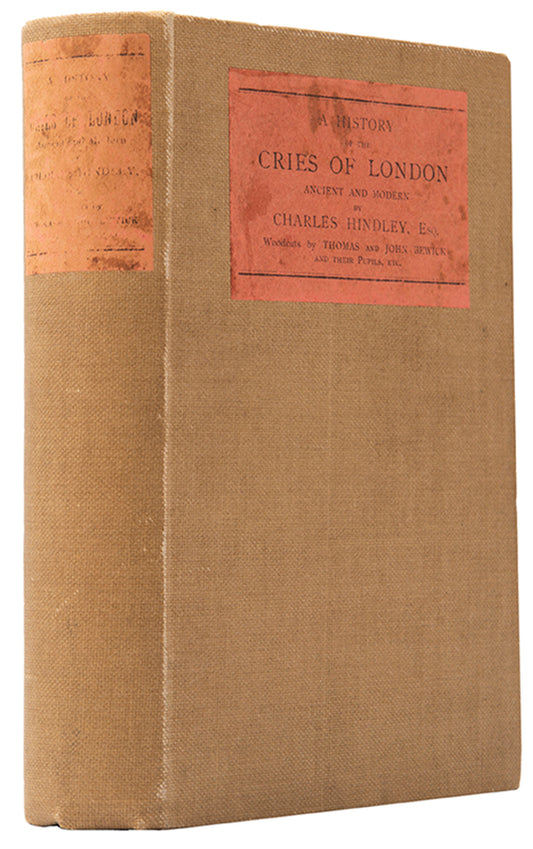 A HISTORY
CRIES OF LONDON
A HISTORY
OF THE
CRIES OF LONDON
ANCIENT AND MODERN
BY
CHARLES HINDLEY, ESQ.
Woodcuts by THOMAS AND JOHN BEWICK
AND THEIR PUPILS, ETC.